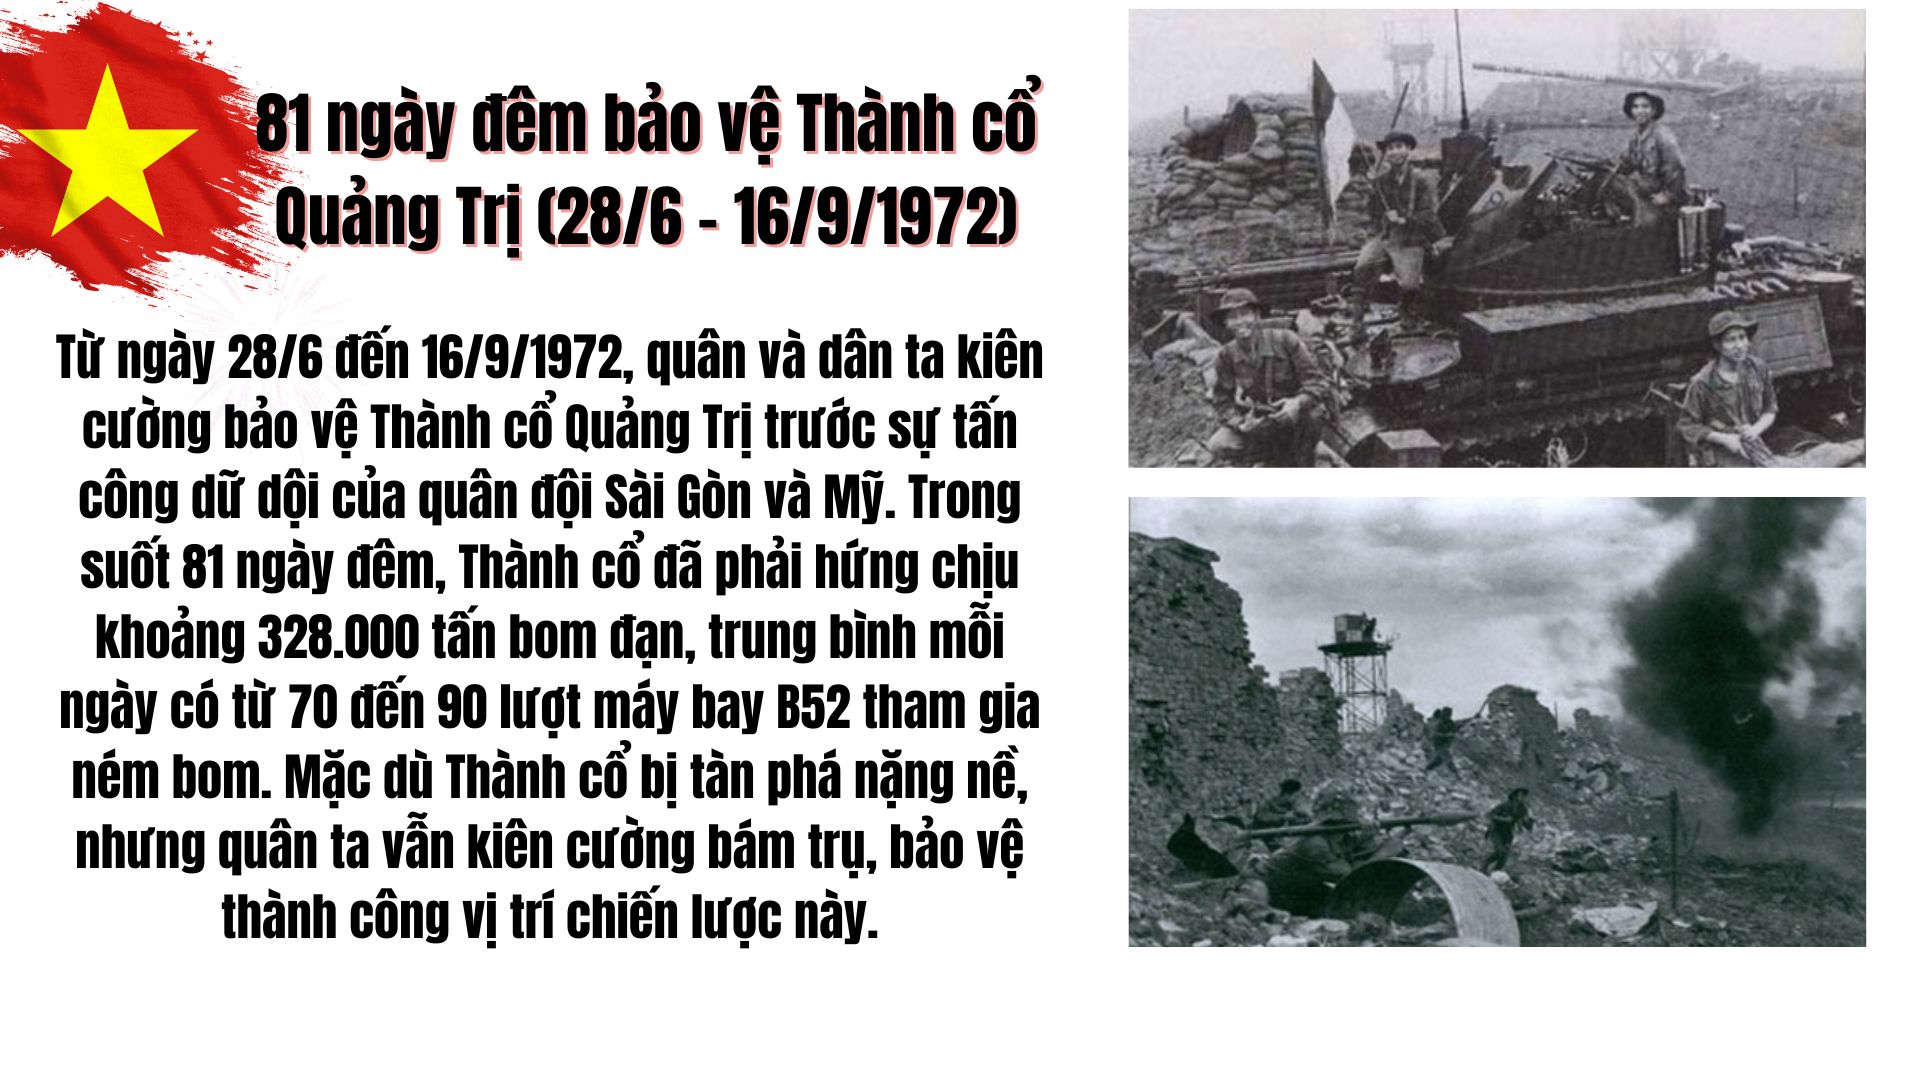 81 ngày đêm bảo vệ Thành cổ
Quảng Trị (28/6 - 16/9/1972)
Từ ngày 28/6 đến 16/9/1972, quân và dân ta kiên
cường bảo vệ Thành cổ Quảng Trị trước sự tấn
công dữ dội của quân đội Sài Gòn và Mỹ. Trong
suốt 81 ngày đêm, Thành cổ đã phải hứng chịu
khoảng 328.000 tấn bom đạn, trung bình mỗi
ngày có từ 70 đến 90 lượt máy bay B52 tham gia
ném bom. Mặc dù Thành cổ bị tàn phá nặng nề,
nhưng quân ta vẫn kiên cường bám trụ, bảo vệ
thành công vị trí chiến lược này.